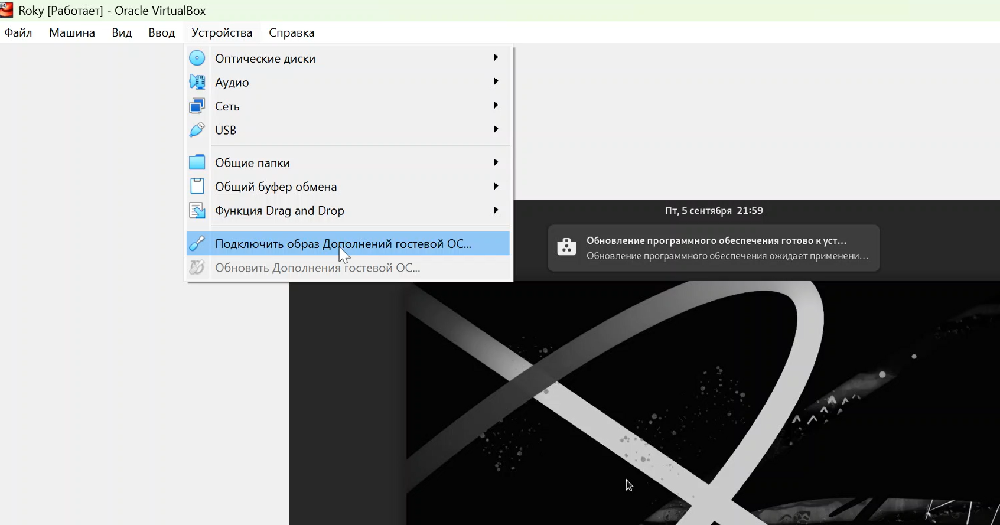 64
Roky [Работает] - Oracle VirtualBox
Файл Машина Вид Ввод Устройства Справка
Оптические диски
Аудио
Сеть
USB
Общие папки
Общий буфер обмена
Функция Drag and Drop
Подключить образ Дополнений гостевой ОС...
Обновить Дополнения гостевой ОС...
Пт, 5 сентября 21:59
Обновление программного обеспечения готово к уст...
Обновление программного обеспечения ожидает применени...